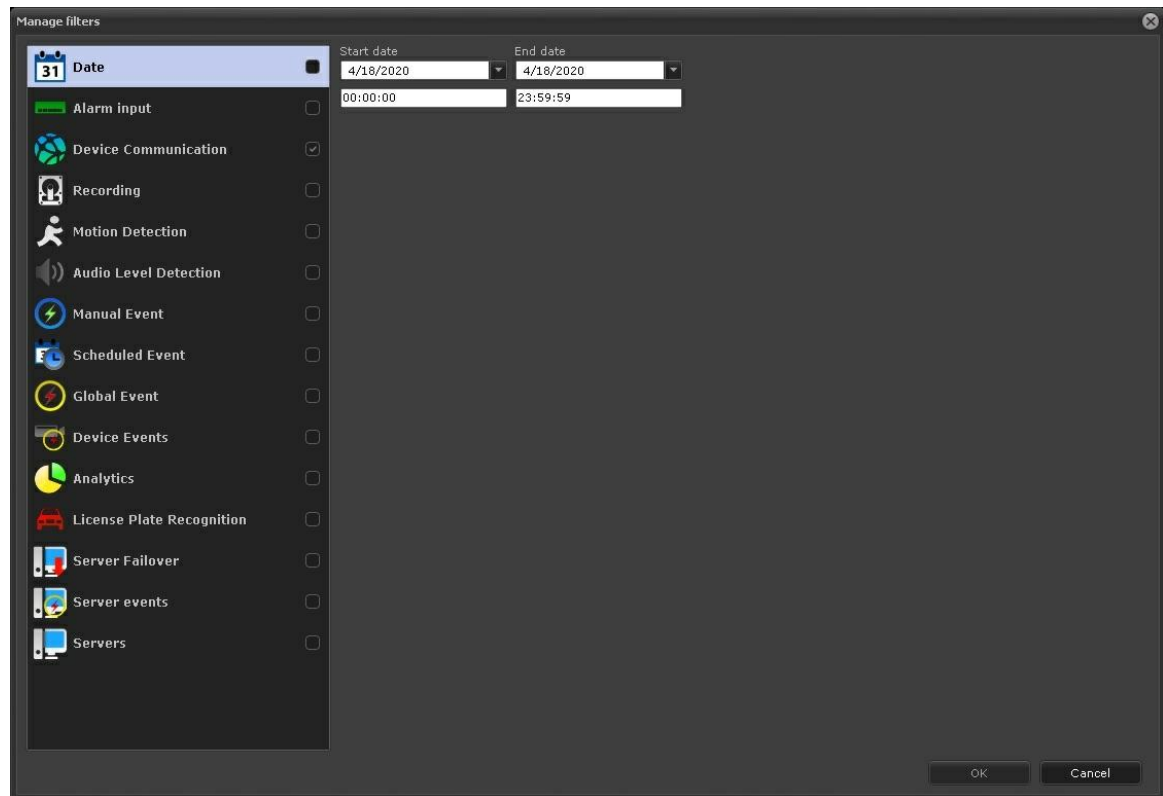 Manage filters
Start date End date
31 Date 4/18/2020 4/18/2020
Alarm input 00:00:00 23:59:59
Device Communication
Recording
Motion Detection
Audio Level Detection
Manual Event
Scheduled Event
Global Event
Device Events
Analytics
License Plate Recognition
Server Failover
Server events
Servers
OK Cancel